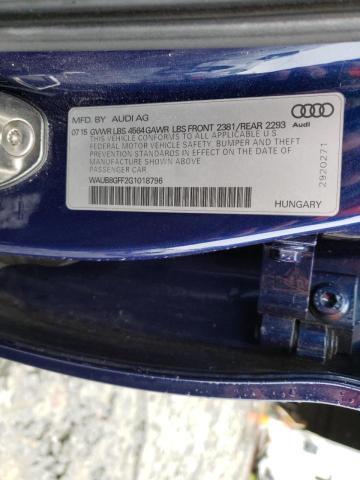 MFD. BY AUDI AG
07 15 GVWR LBS 4564 GAWR LBS FRONT 2381/REAR 2293
THIS VEHICLE CONFORMS TO ALL APPLICABLE U.S.
FEDERAL MOTOR VEHICLE SAFETY, BUMPER AND THEFT
PREVENTION STANDARDS IN EFFECT ON THE DATE OF
MANUFACTURE SHOWN ABOVE.
PASSENGER CAR
WAUB8GFF2G1018796
Audi
2920271
HUNGARY